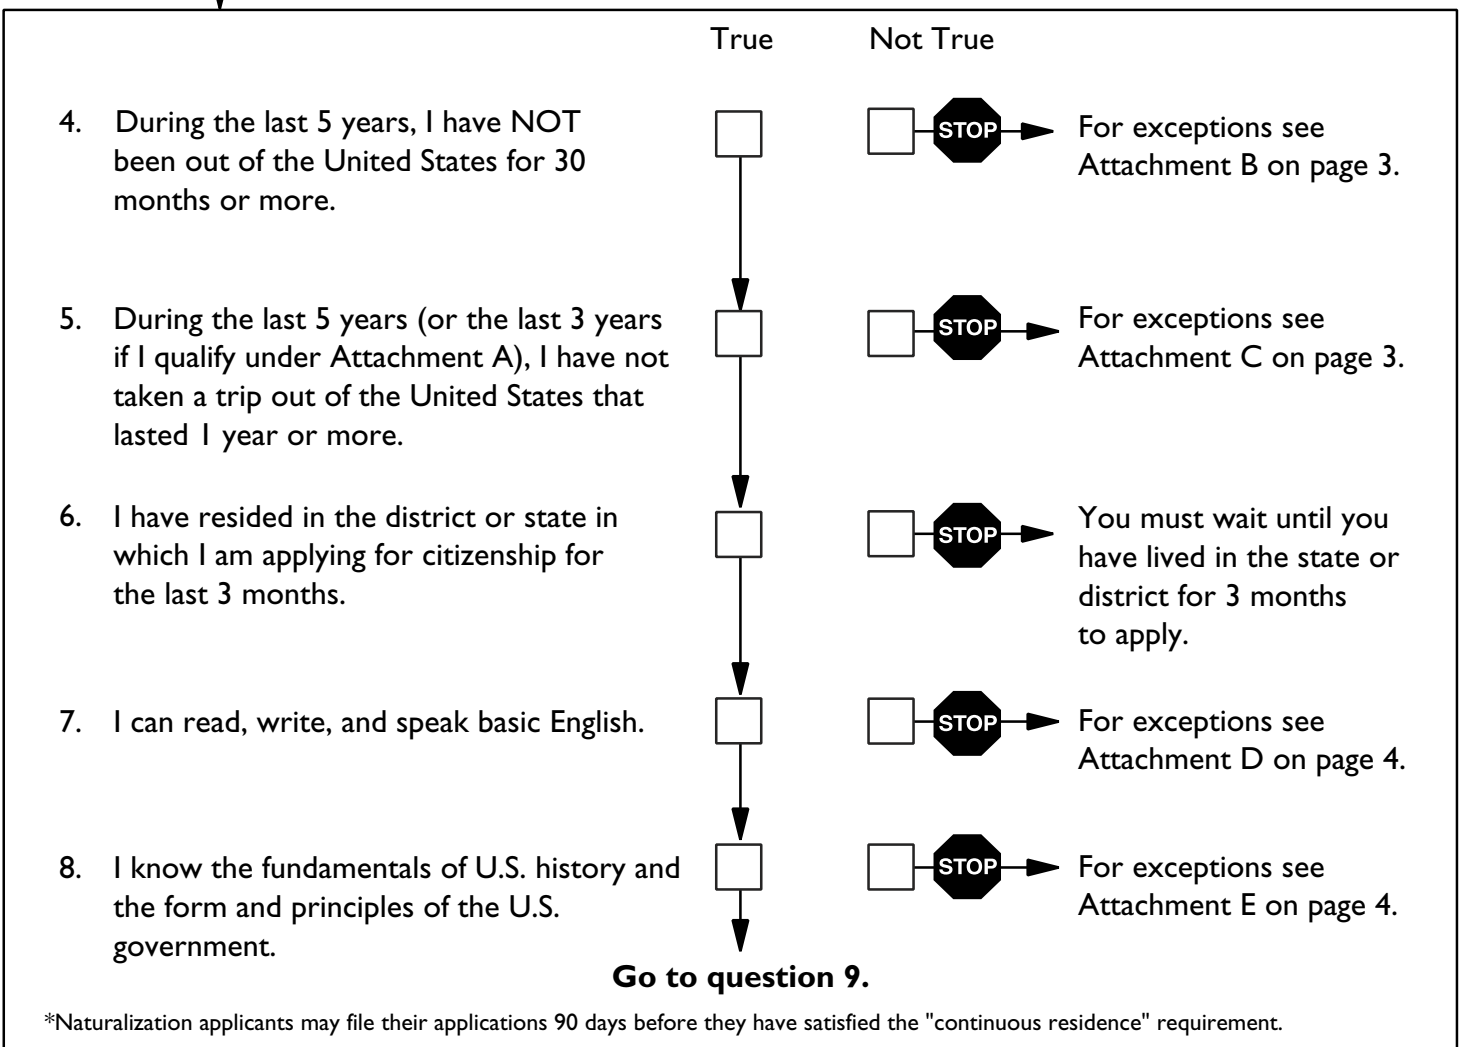 True Not True
4. During the last 5 years, I have NOT
been out of the United States for 30
months or more.
STOP
For exceptions see
Attachment B on page 3.
5. During the last 5 years (or the last 3 years
if I qualify under Attachment A), I have not
taken a trip out of the United States that
lasted 1 year or more.
STOP
For exceptions see
Attachment C on page 3.
6. I have resided in the district or state in
which I am applying for citizenship for
the last 3 months.
STOP
You must wait until you
have lived in the state or
district for 3 months
to apply.
7. I can read, write, and speak basic English.
STOP
For exceptions see
Attachment D on page 4.
8. I know the fundamentals of U.S. history and
the form and principles of the U.S.
government.
STOP
For exceptions see
Attachment E on page 4.
Go to question 9.
*Naturalization applicants may file their applications 90 days before they have satisfied the "continuous residence" requirement.